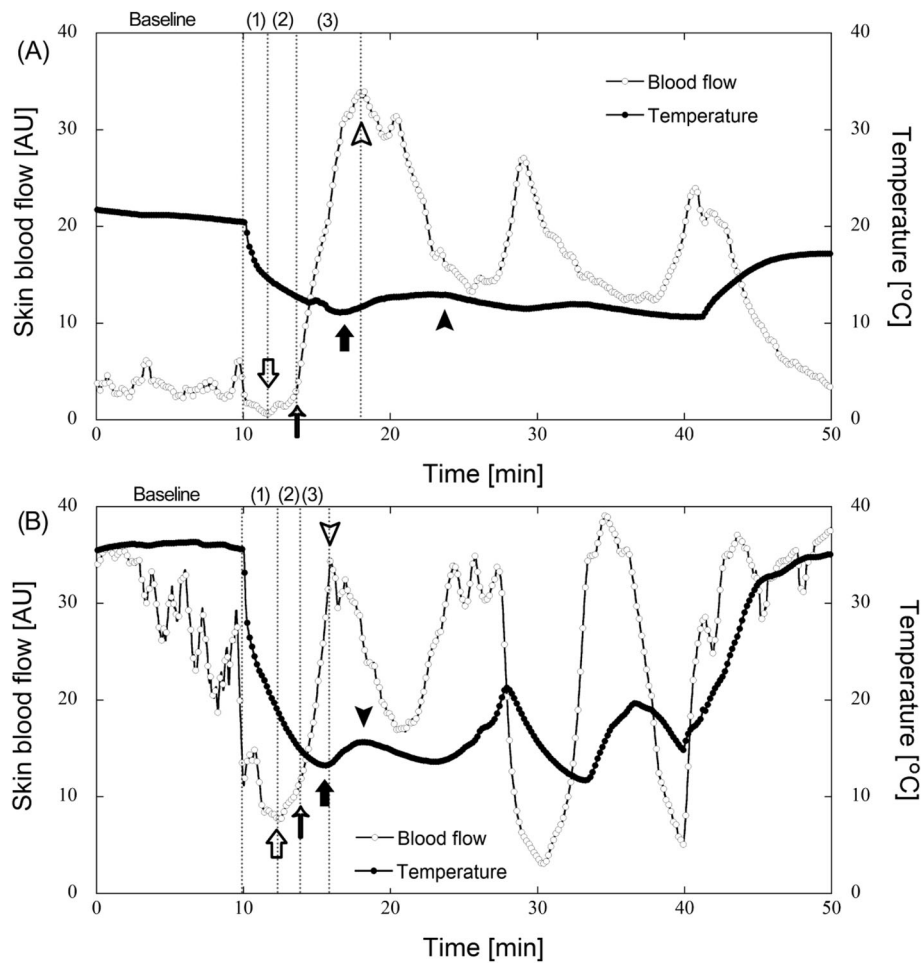 Baseline (1) (2) (3)
(A)
40 40
30 30
20 20
10 10
0 0
Skin blood flow [AU]
Temperature [°C]
Blood flow
Temperature
0 10 20 30 40 50
Time [min]
Baseline (1) (2) (3)
(B)
40 40
30 30
20 20
10 10
0 0
Skin blood flow [AU]
Temperature [°C]
Blood flow
Temperature
0 10 20 30 40 50
Time [min]